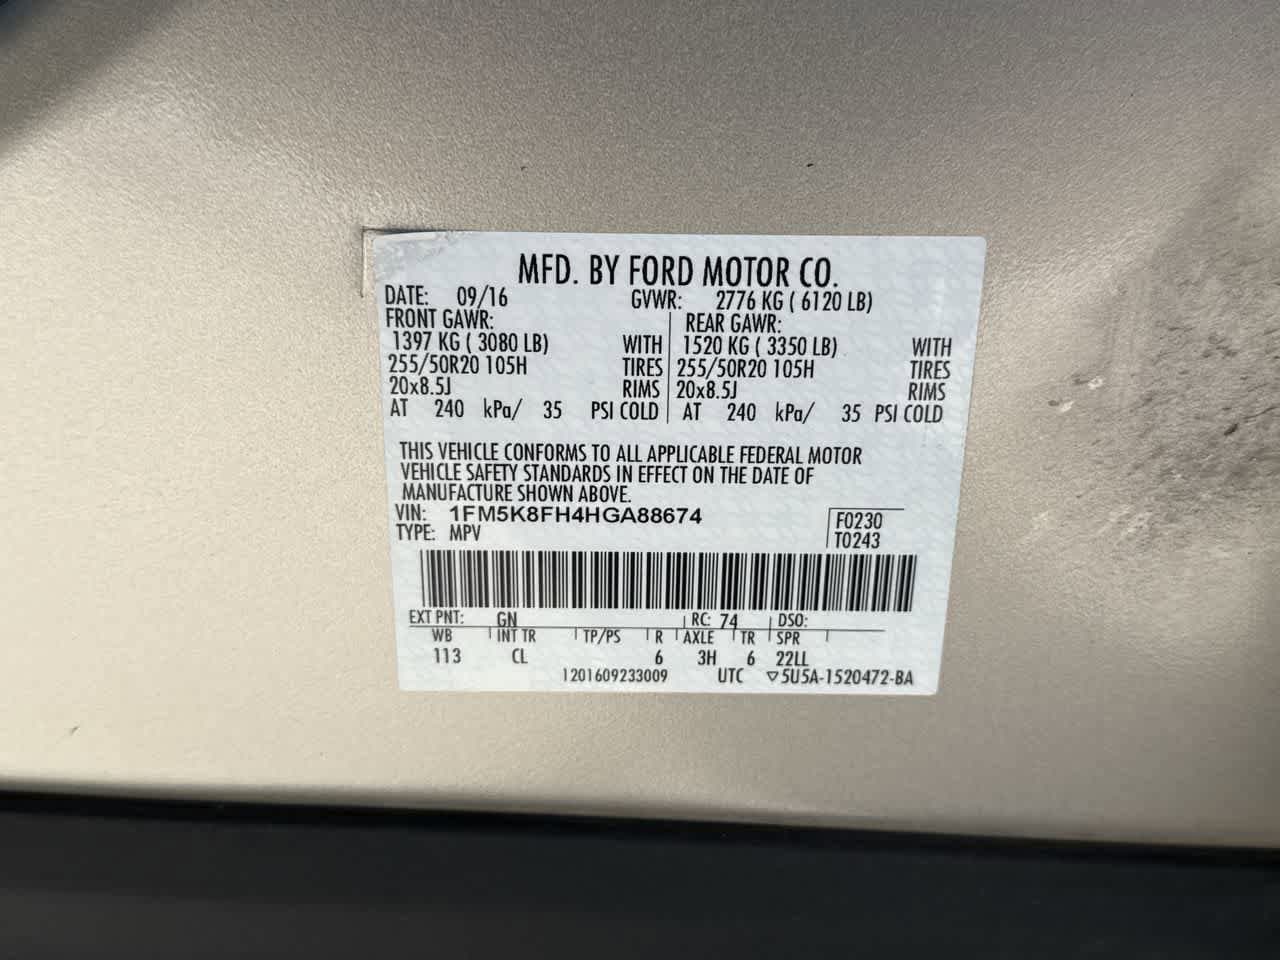 MFD. BY FORD MOTOR CO.
DATE: 09/16 GVWR: 2776 KG ( 6120 LB)
FRONT GAWR: REAR GAWR:
1397 KG ( 3080 LB) WITH 1520 KG ( 3350 LB) WITH
255/50R20 105H TIRES 255/50R20 105H TIRES
20x8.5J RIMS 20x8.5J RIMS
AT 240 kPa/ 35 PSI COLD AT 240 kPa/ 35 PSI COLD
THIS VEHICLE CONFORMS TO ALL APPLICABLE FEDERAL MOTOR
VEHICLE SAFETY STANDARDS IN EFFECT ON THE DATE OF
MANUFACTURE SHOWN ABOVE.
VIN: 1FM5K8FH4HGA88674 F0230
TYPE: MPV T0243
EXT PNT: GN RC: 74 DSO:
WB INT TR TP/PS R AXLE TR SPR
113 CL 6 3H 6 22LL
1201609233009 UTC ▽5U5A-1520472-BA